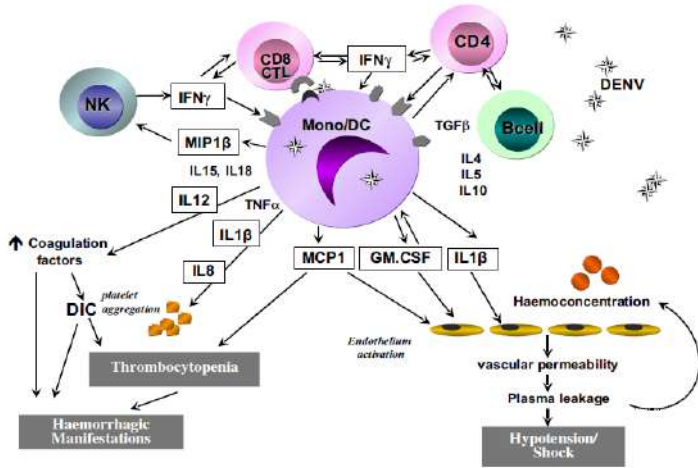 CD8
CTL
IFNγ
CD4
DENV
NK
IFNγ
Mono/DC
TGFβ
Bcell
MIP1β
IL4
IL5
IL10
IL15, IL18
IL12
TNFα
Coagulation
factors
IL1β
IL8
MCP1
GM.CSF
IL1β
DIC
platelet
aggregation
Haemoconcentration
Endothelium
activation
Thrombocytopenia
vascular permeability
Plasma leakage
Haemorrhagic
Manifestations
Hypotension/
Shock